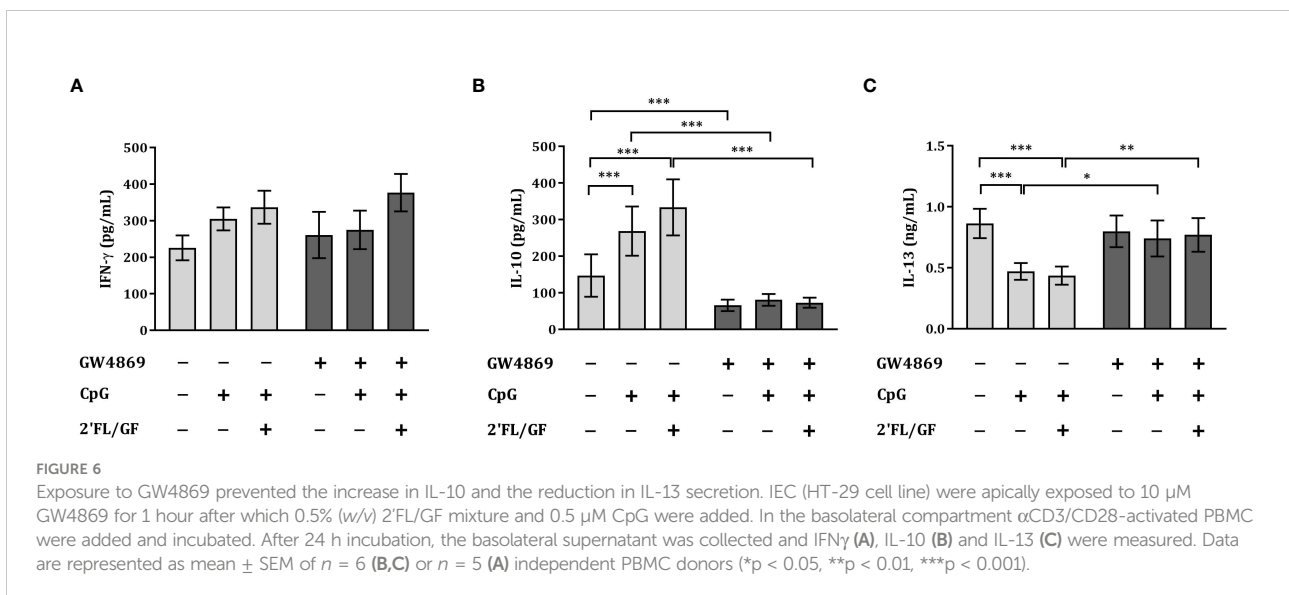 A
B
C
***
***
***
***
***
***
***
**
*
500
400
300
200
100
0
IFN-γ (pg/mL)
500
400
300
200
100
0
IL-10 (pg/mL)
1.5
1.0
0.5
0.0
IL-13 (ng/mL)
GW4869 – – – + + + – – – + + + – – – + + +
CpG – + + – + + – + + – + + – + + – + +
2'FL/GF – – + – – + – – + – – + – – + – – +
FIGURE 6
Exposure to GW4869 prevented the increase in IL-10 and the reduction in IL-13 secretion. IEC (HT-29 cell line) were apically exposed to 10 µM
GW4869 for 1 hour after which 0.5% (w/v) 2'FL/GF mixture and 0.5 µM CpG were added. In the basolateral compartment αCD3/CD28-activated PBMC
were added and incubated. After 24 h incubation, the basolateral supernatant was collected and IFNγ (A), IL-10 (B) and IL-13 (C) were measured. Data
are represented as mean ± SEM of n = 6 (B,C) or n = 5 (A) independent PBMC donors (*p < 0.05, **p < 0.01, ***p < 0.001).